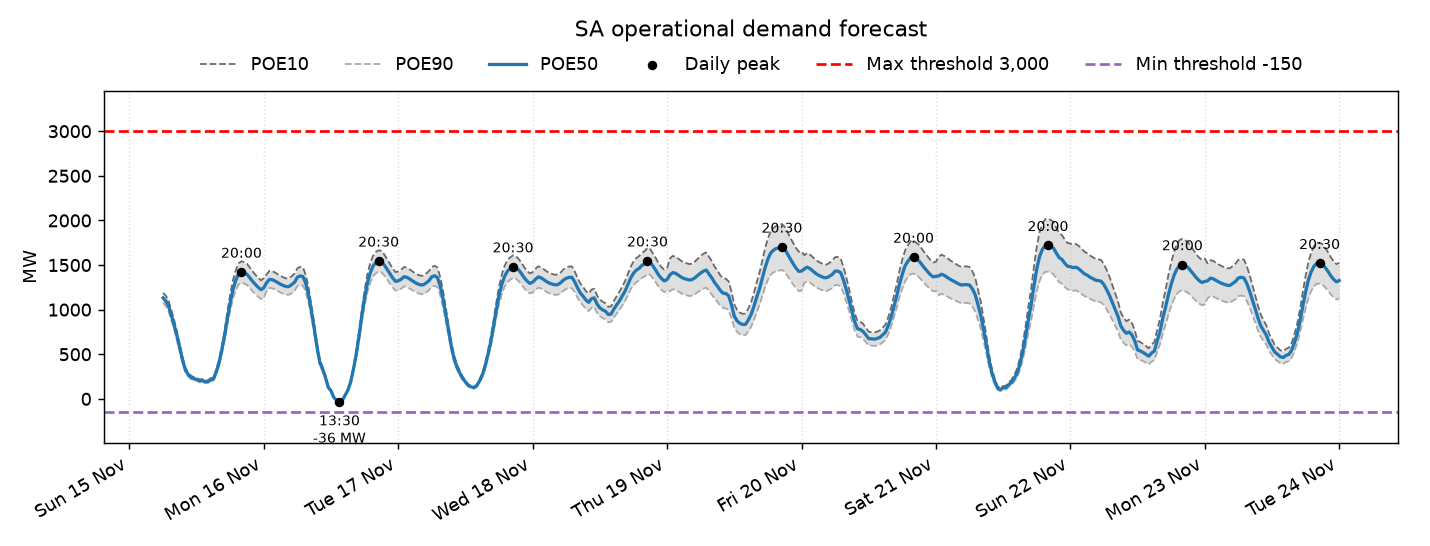 SA operational demand forecast
POE10 POE90 POE50 Daily peak Max threshold 3,000 Min threshold -150
MW
3000
2500
2000
1500
1000
500
0
20:00 20:30 20:30 20:30 20:30 20:00 20:00 20:00 20:30
13:30
-36 MW
Sun 15 Nov Mon 16 Nov Tue 17 Nov Wed 18 Nov Thu 19 Nov Fri 20 Nov Sat 21 Nov Sun 22 Nov Mon 23 Nov Tue 24 Nov